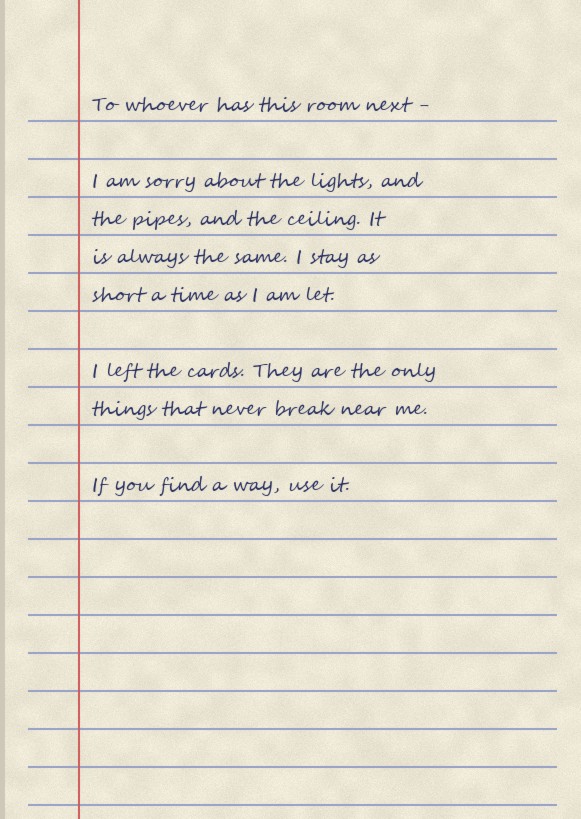 To whoever has this room next -
I am sorry about the lights, and
the pipes, and the ceiling. It
is always the same. I stay as
short a time as I am let.
I left the cards. They are the only
things that never break near me.
If you find a way, use it.